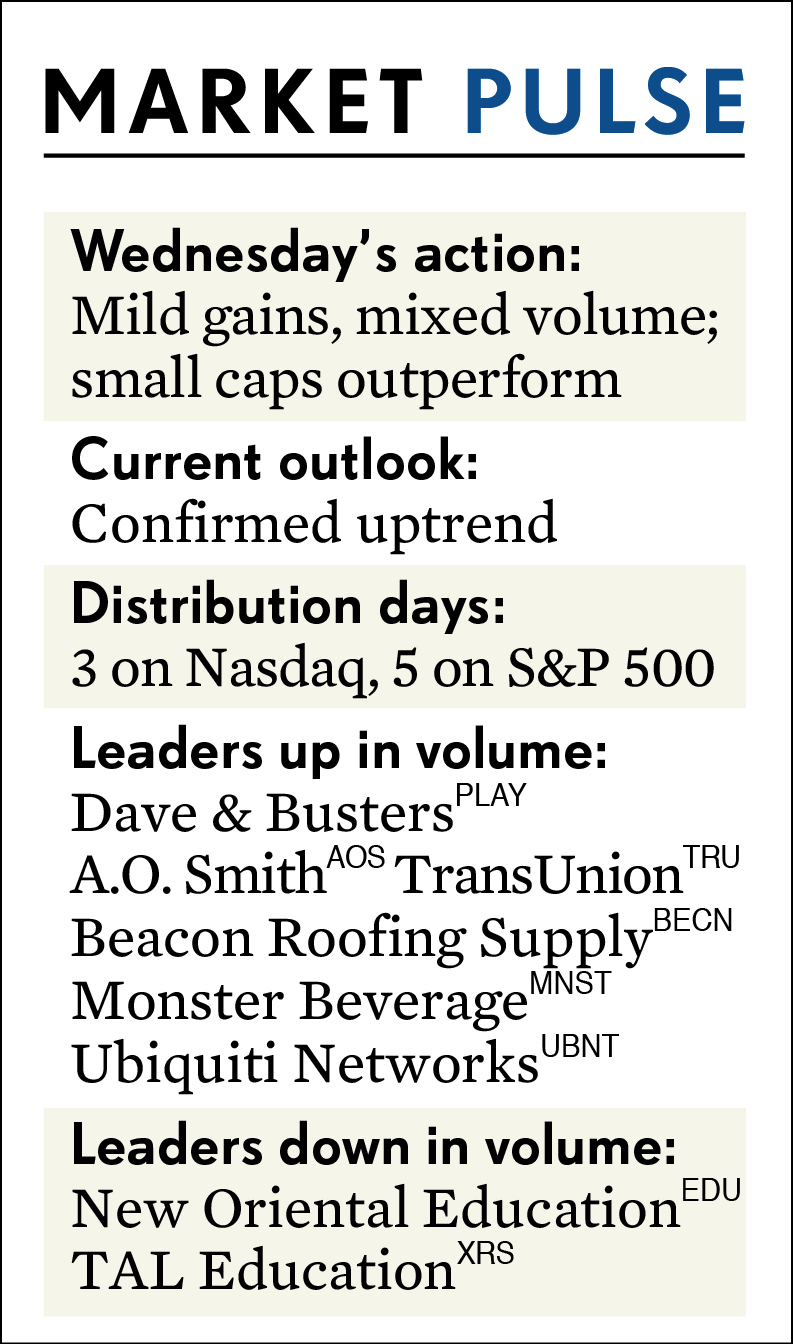 MARKET PULSE
Wednesday’s action:
Mild gains, mixed volume;
small caps outperform
Current outlook:
Confirmed uptrend
Distribution days:
3 on Nasdaq, 5 on S&P 500
Leaders up in volume:
Dave & Busters PLAY
A.O. Smith AOS TransUnion TRU
Beacon Roofing Supply BECN
Monster Beverage MNST
Ubiquiti Networks UBNT
Leaders down in volume:
New Oriental Education EDU
TAL Education XRS